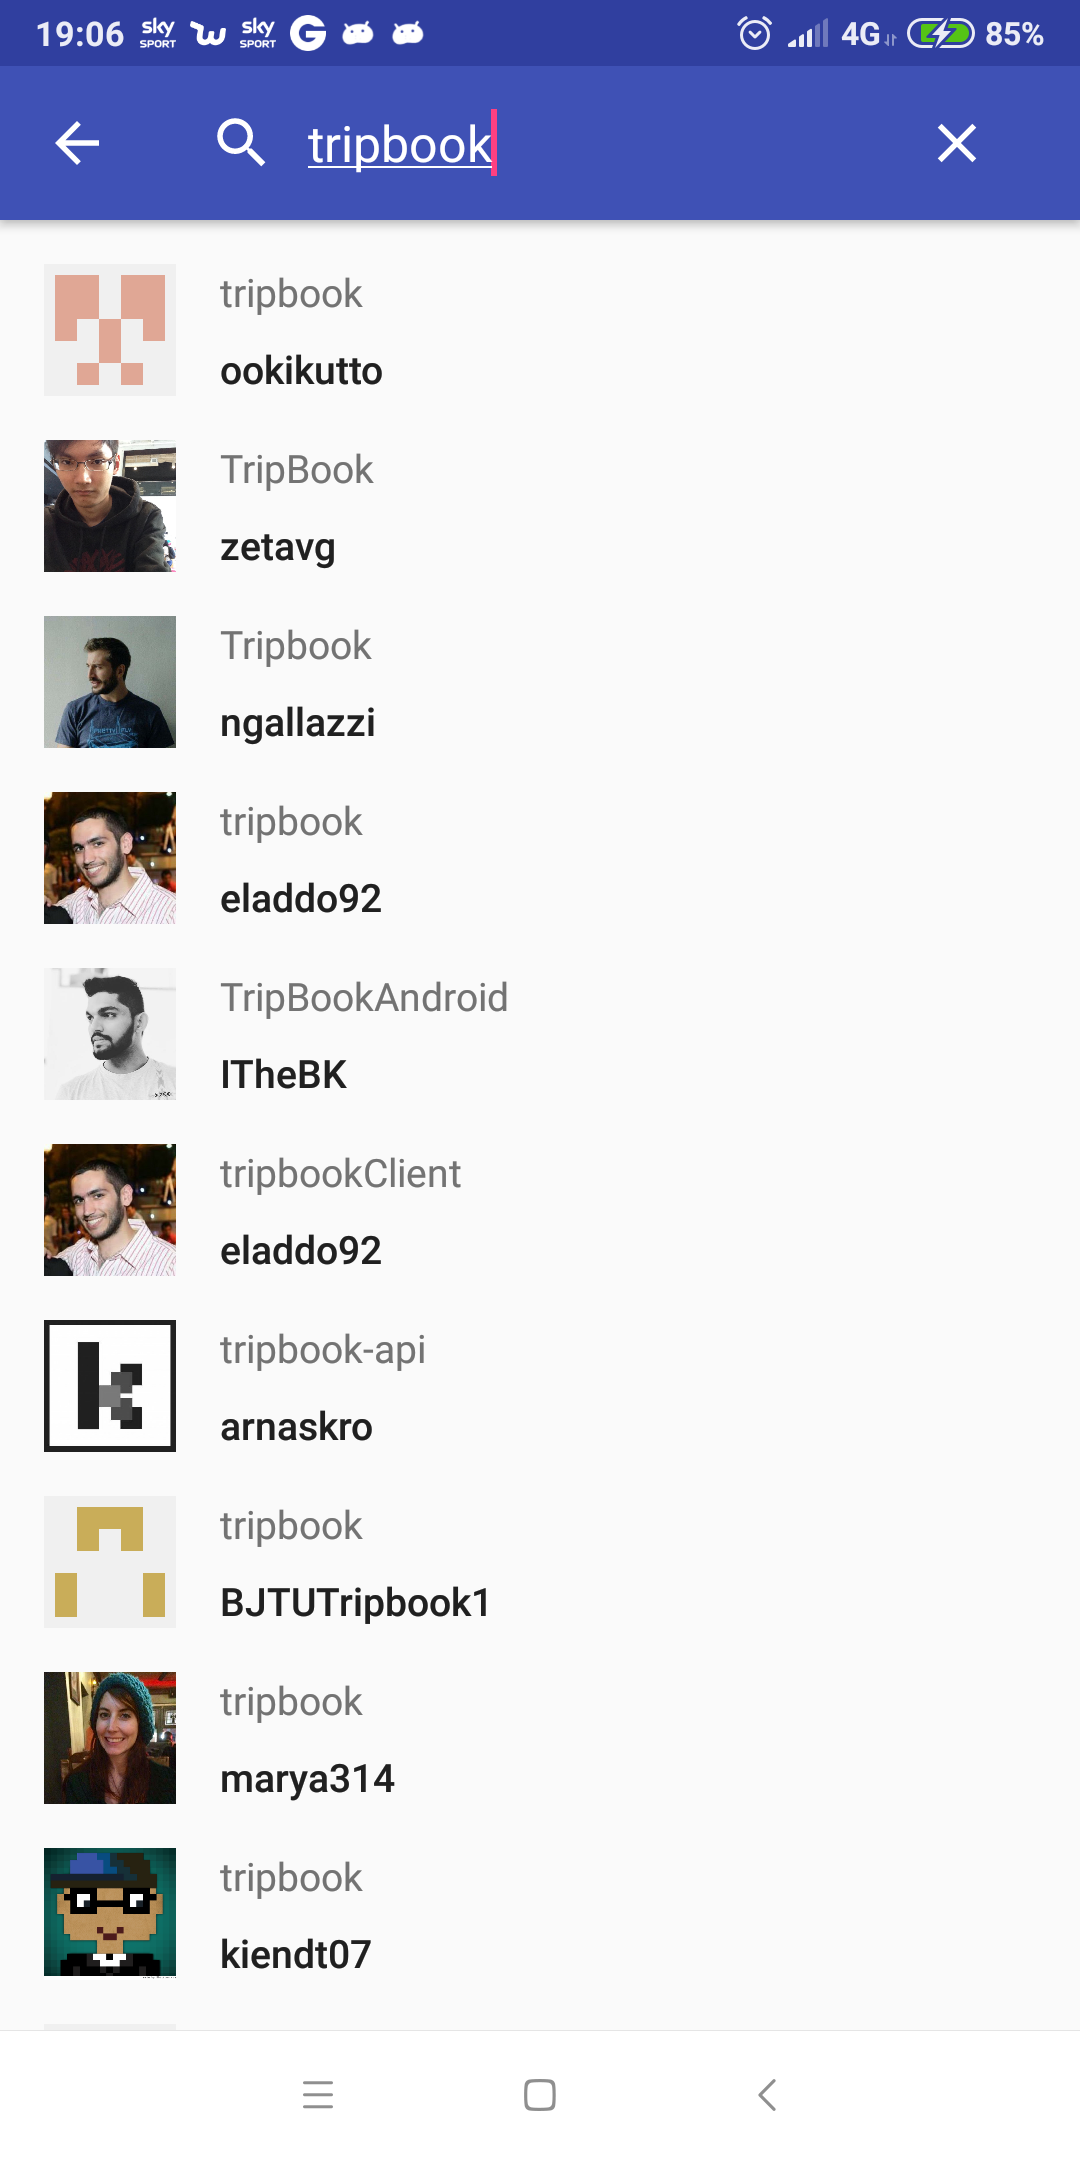 19:06 sky SPORT sky SPORT G 4G 85%
tripbook
tripbook
ookikutto
TripBook
zetavg
Tripbook
ngallazzi
tripbook
eladdo92
TripBookAndroid
ITheBK
tripbookClient
eladdo92
tripbook-api
arnaskro
tripbook
BJTUTripbook1
tripbook
marya314
tripbook
kiendt07